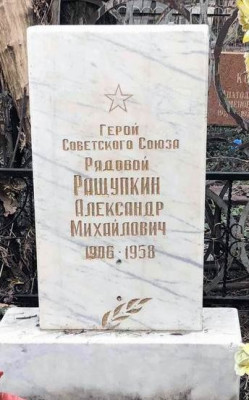 Герой
Советского Союза
Рядовой
Ращупкин
Александр
Михайлович
1906 · 1958